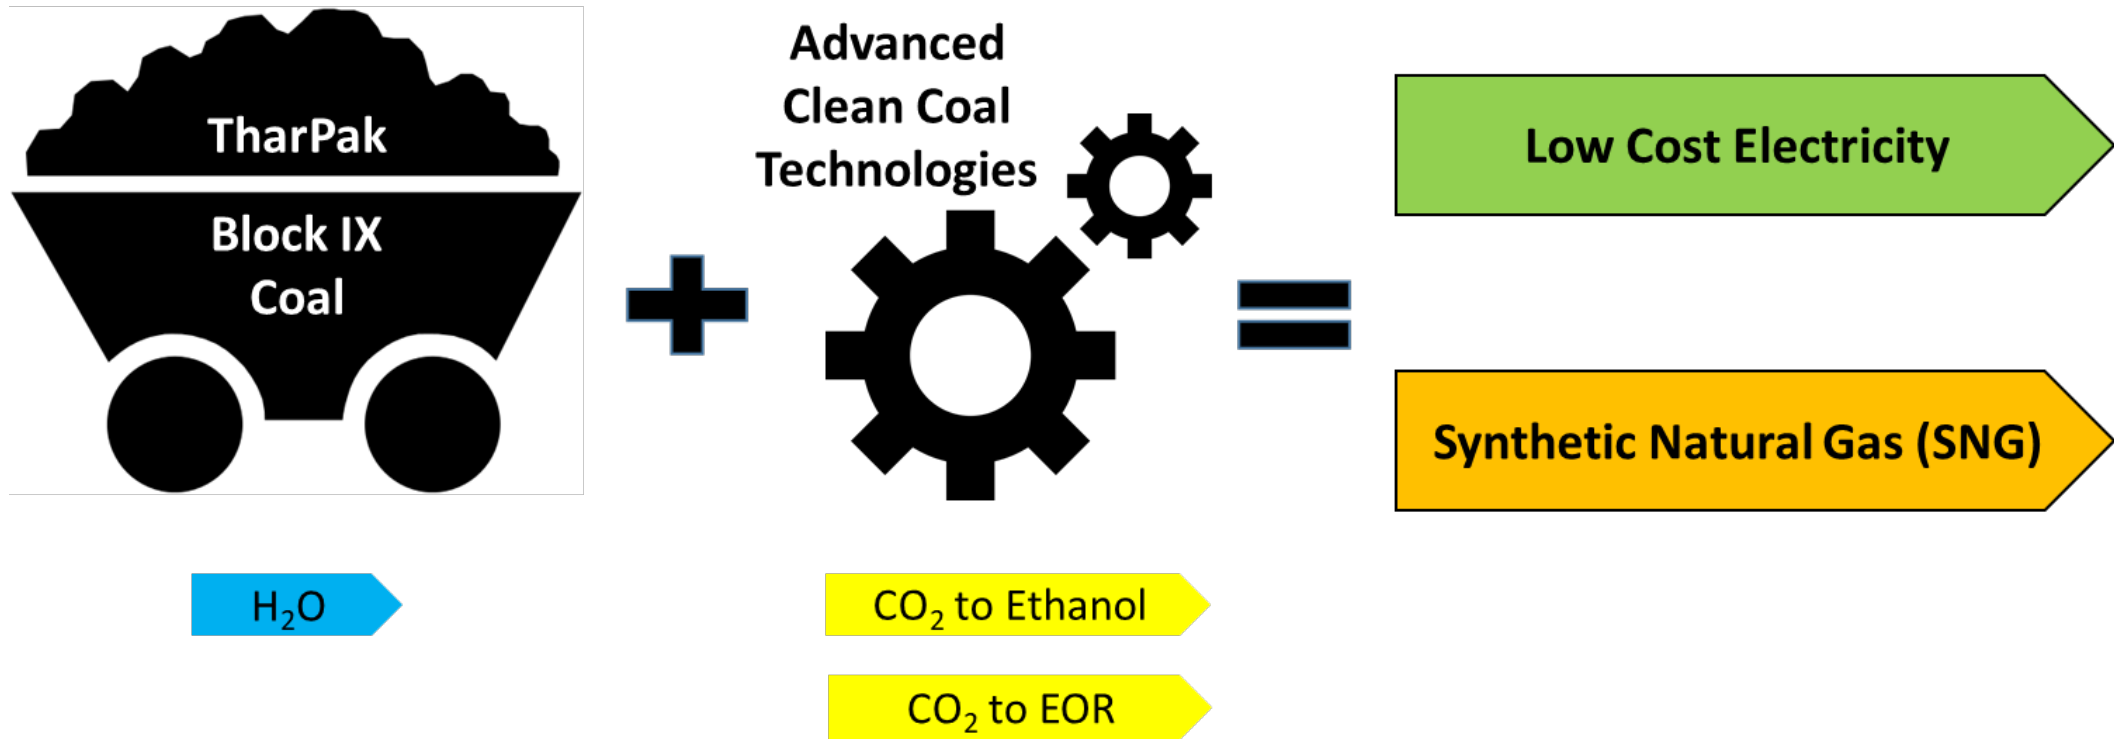 TharPak
Block IX
Coal
Advanced
Clean Coal
Technologies
Low Cost Electricity
Synthetic Natural Gas (SNG)
H₂O
CO₂ to Ethanol
CO₂ to EOR